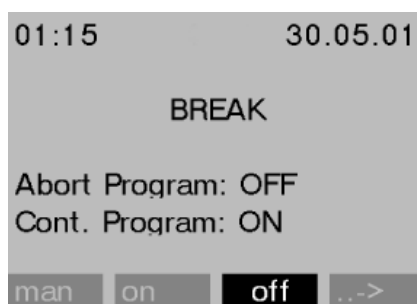 01:15 30.05.01
BREAK
Abort Program: OFF
Cont. Program: ON
man on off ..->